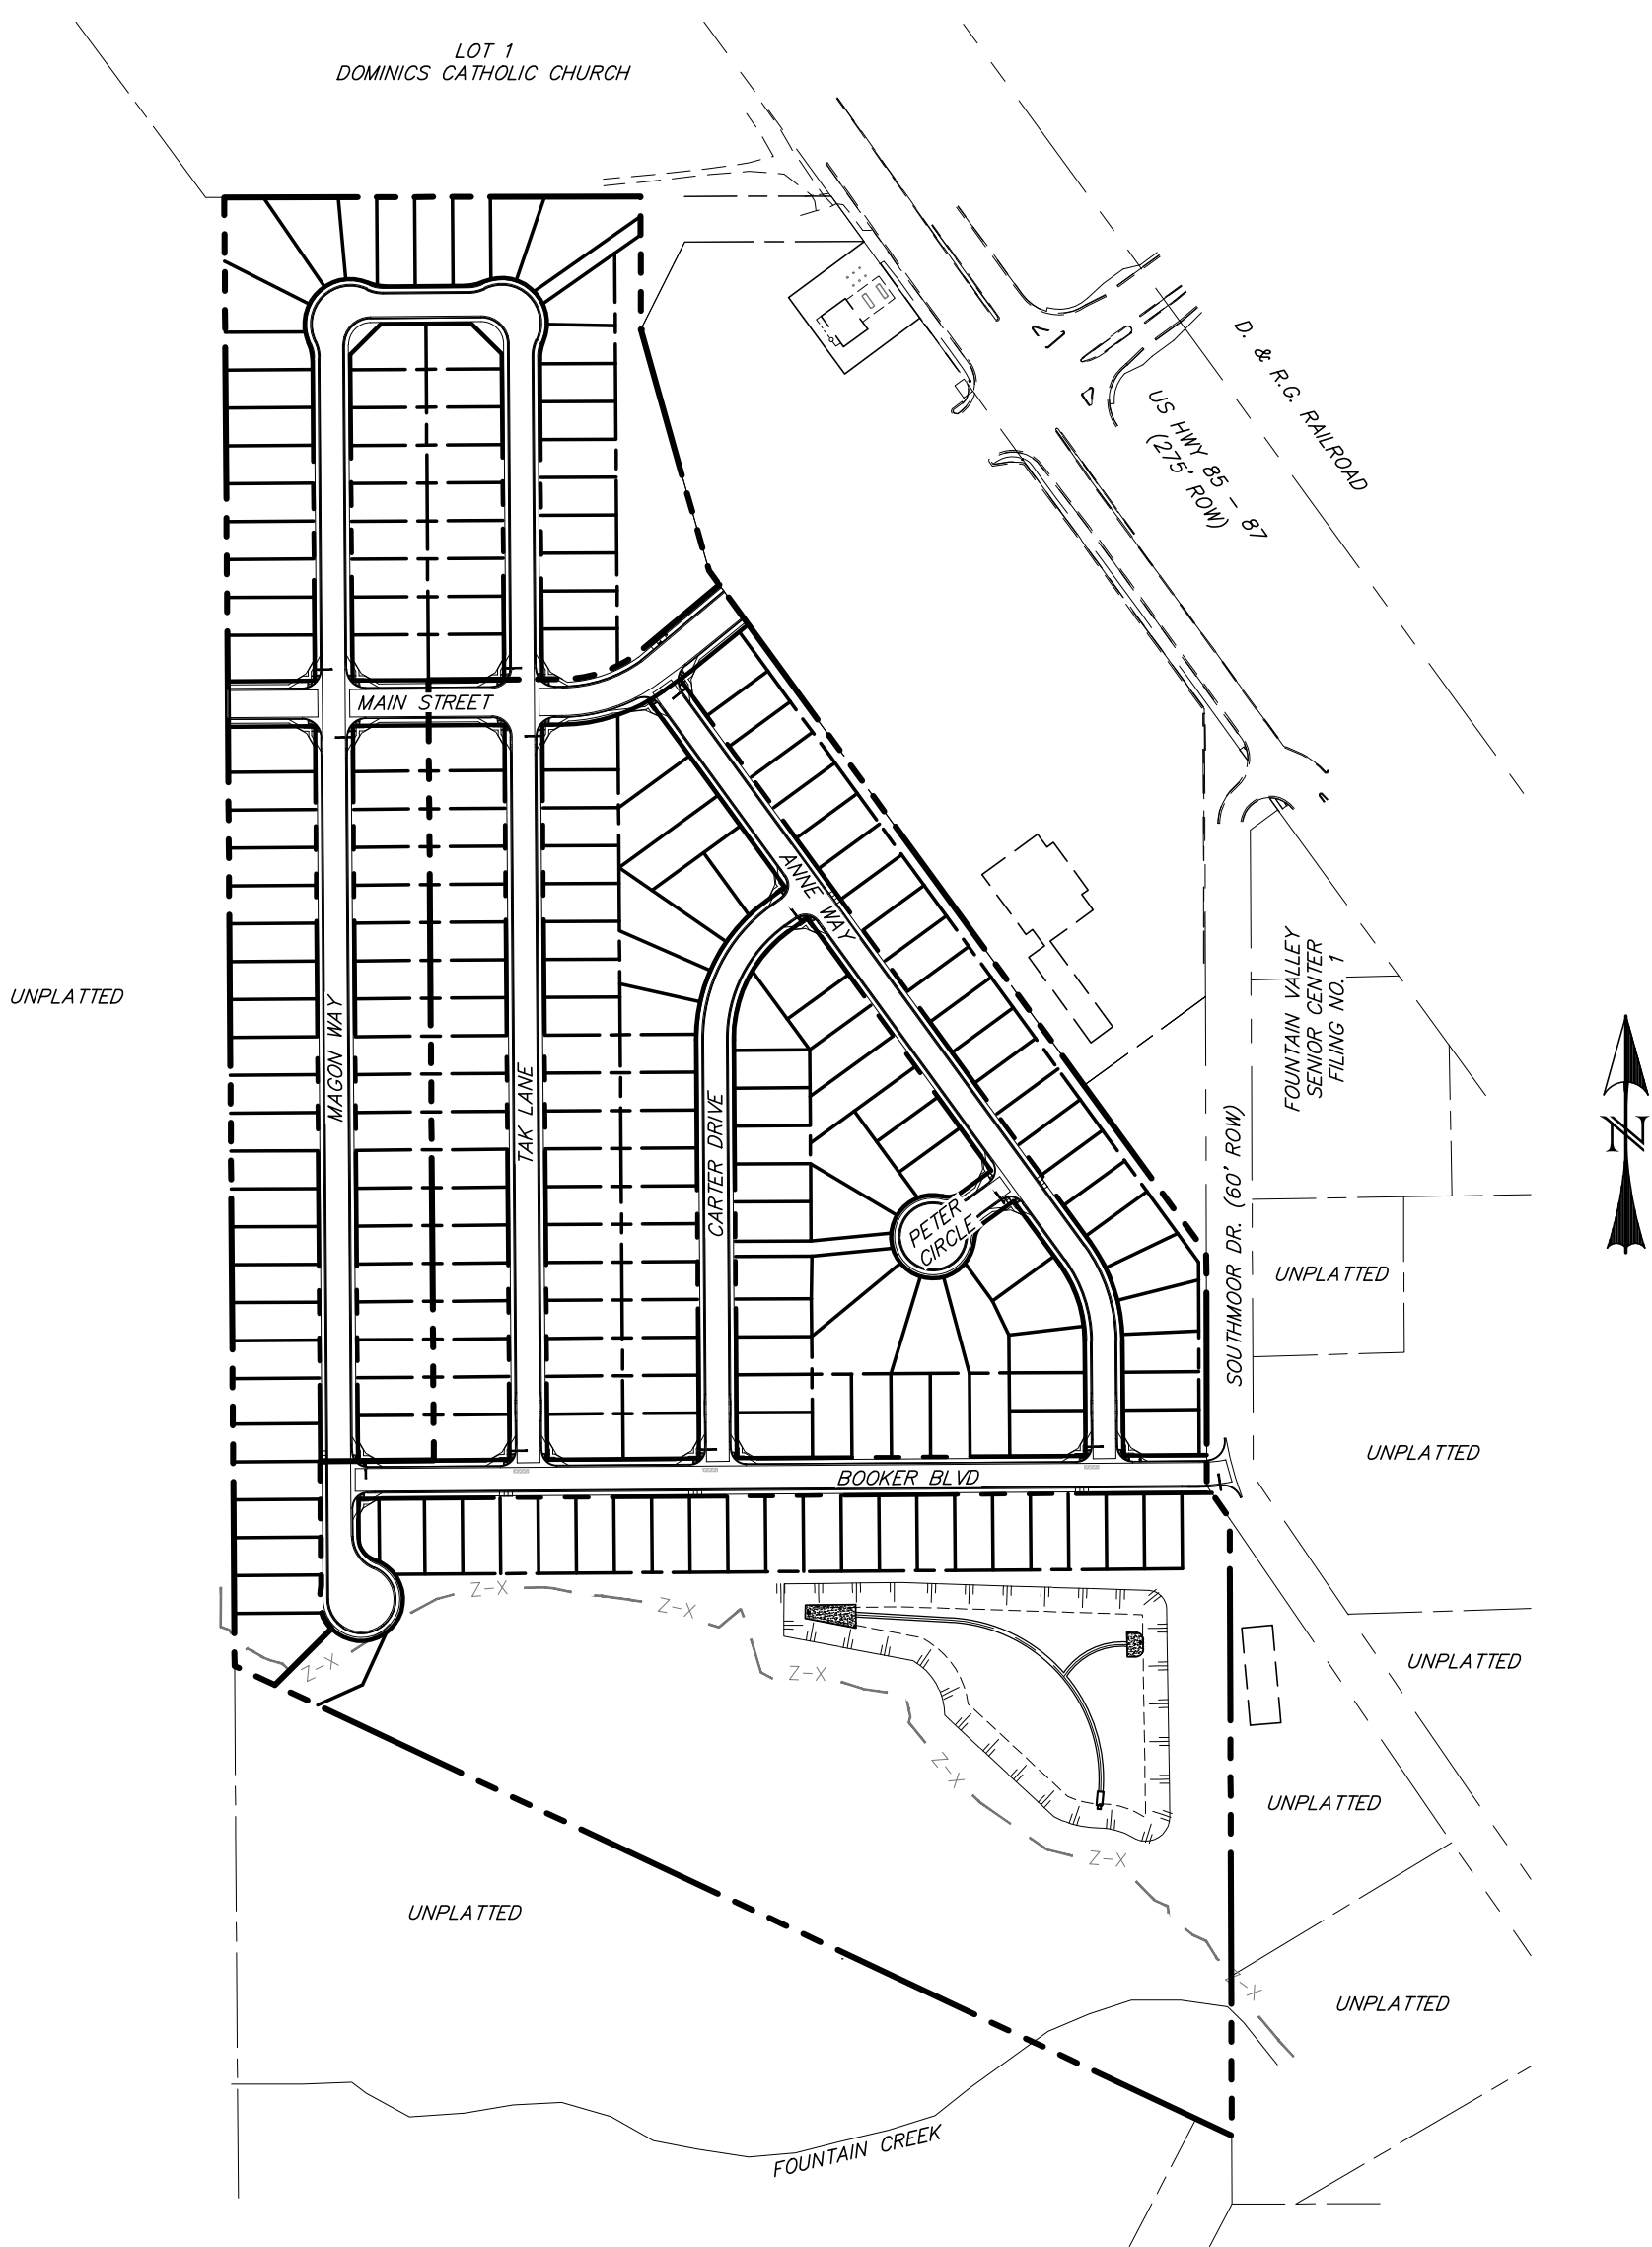 LOT 1
DOMINICS CATHOLIC CHURCH
D. & R.G. RAILROAD
US HWY 85 - 87
(275' ROW)
MAIN STREET
ANNE WAY
UNPLATTED
MAGON WAY
TAK LANE
CARTER DRIVE
PETER
CIRCLE
FOUNTAIN VALLEY
SENIOR CENTER
FILING NO. 1
N
SOUTHMOOR DR. (60' ROW)
UNPLATTED
UNPLATTED
BOOKER BLVD
Z-X
Z-X
Z-X
Z-X
UNPLATTED
Z-X
UNPLATTED
Z-X
UNPLATTED
Z-X
UNPLATTED
FOUNTAIN CREEK